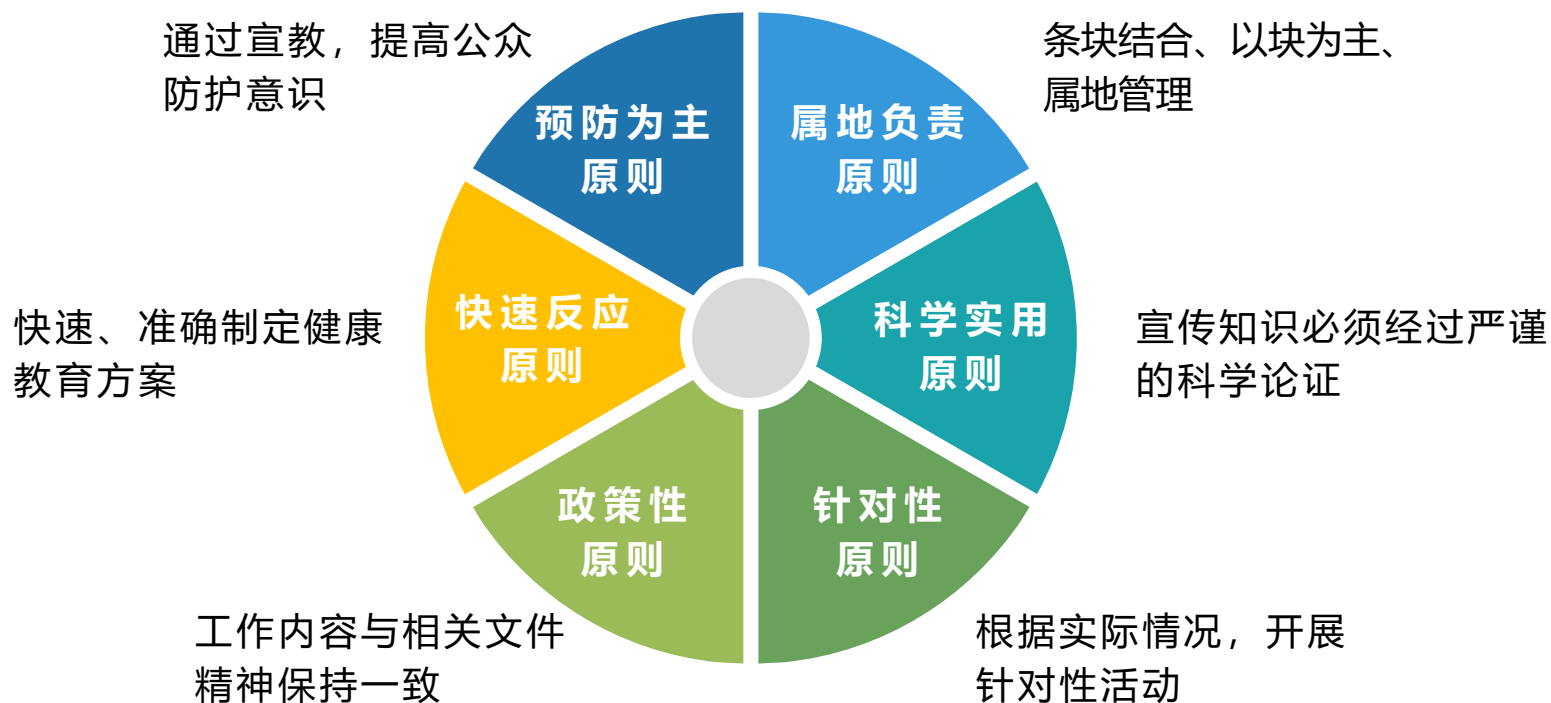 通过宣教，提高公众
防护意识
预防为主
原则
属地负责
原则
条块结合、以块为主、
属地管理
快速、准确制定健康
教育方案
快速反应
原则
科学实用
原则
宣传知识必须经过严谨
的科学论证
工作内容与相关文件
精神保持一致
政策性
原则
针对性
原则
根据实际情况，开展
针对性活动